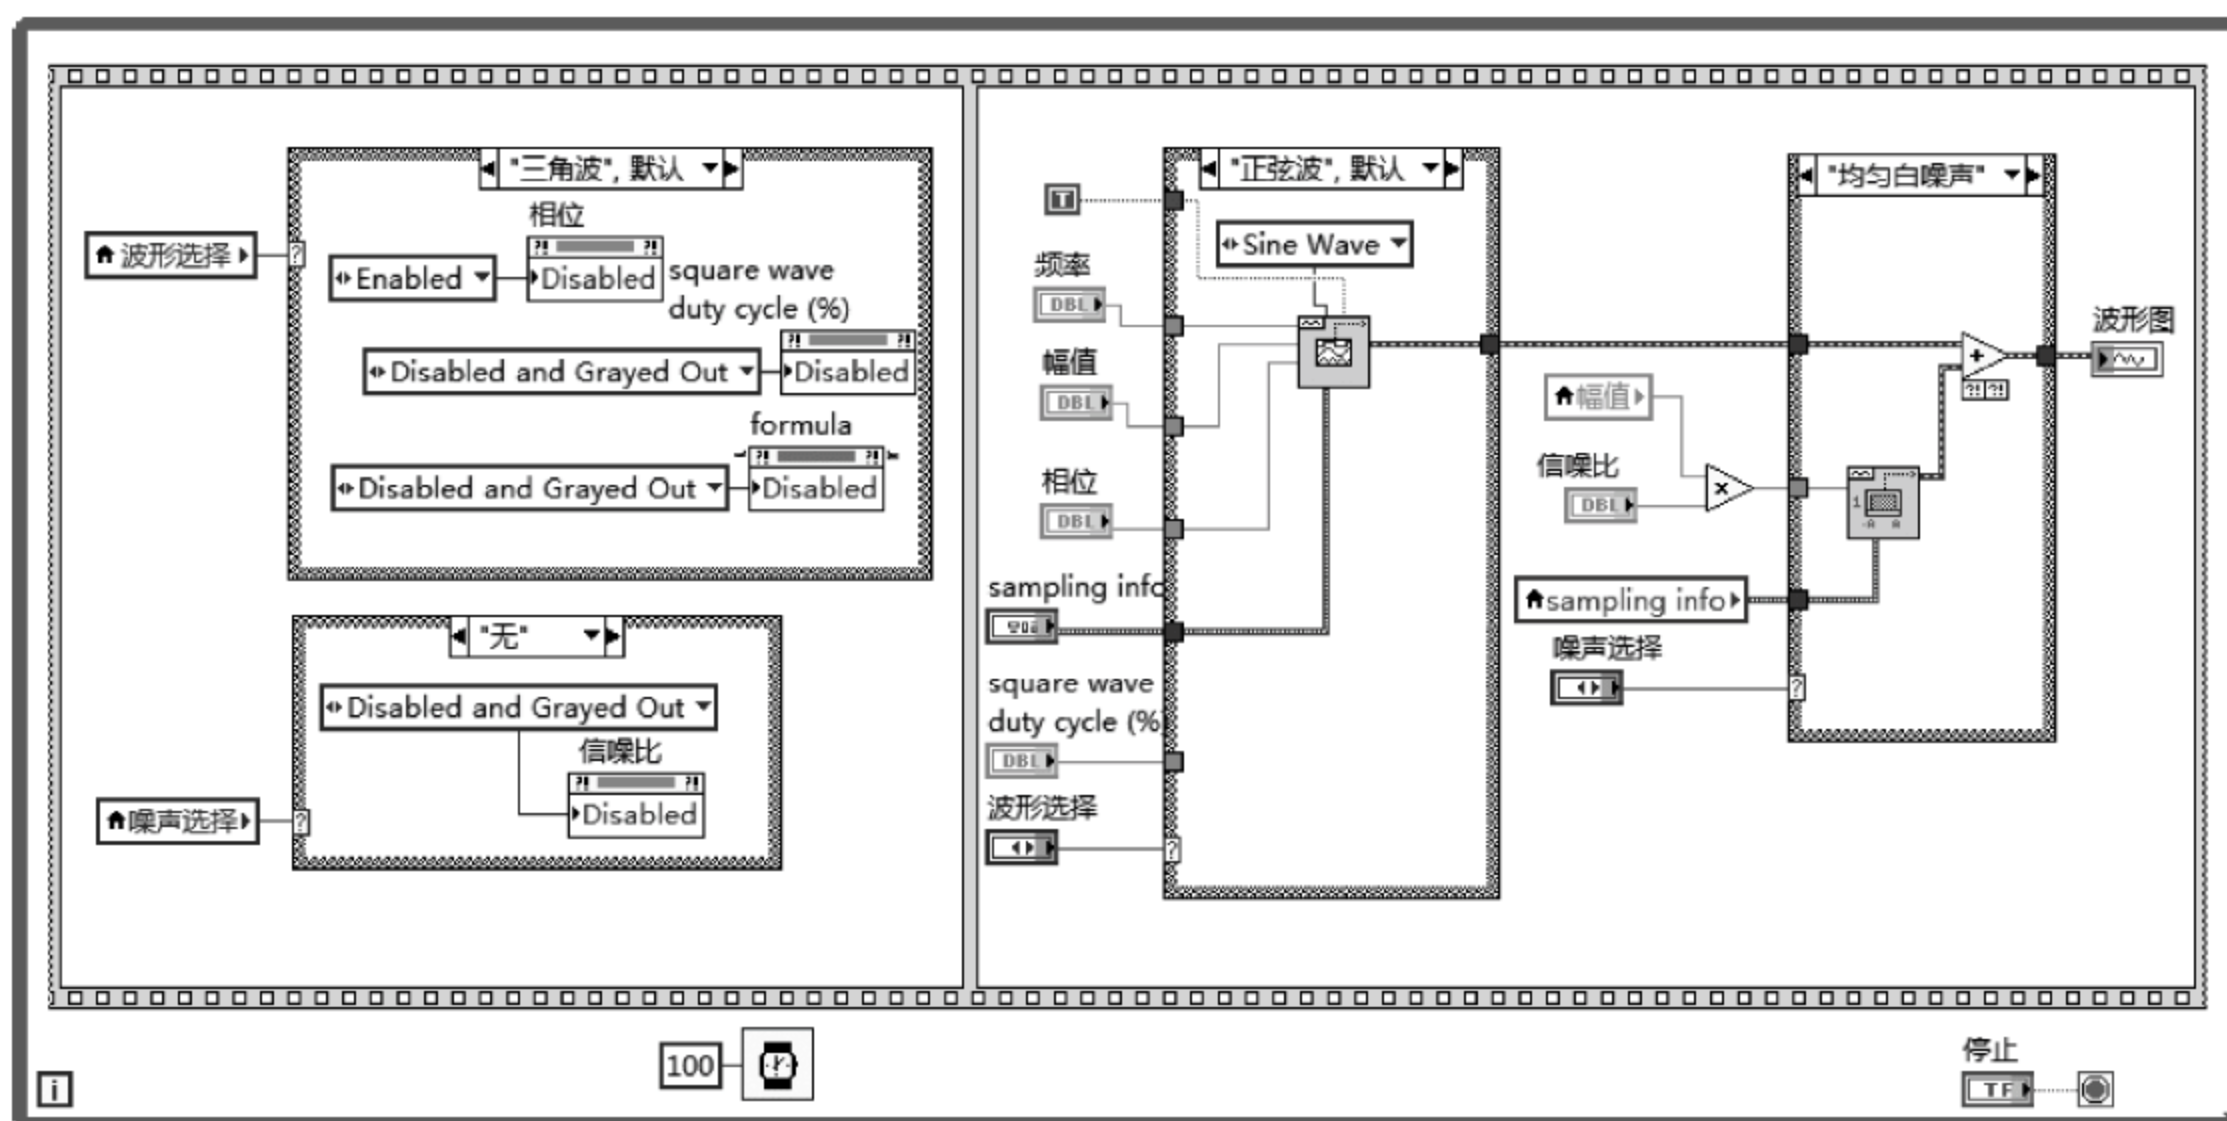 "三角波", 默认
相位
波形选择
Enabled
Disabled
square wave
duty cycle (%)
Disabled and Grayed Out
Disabled
formula
Disabled and Grayed Out
Disabled
"无"
Disabled and Grayed Out
信噪比
Disabled
噪声选择
"正弦波", 默认
T
Sine Wave
频率
DBL
幅值
DBL
相位
DBL
sampling info
square wave
duty cycle (%)
DBL
波形选择
"均匀白噪声"
波形图
幅值
信噪比
DBL
sampling info
噪声选择
100
i
停止
TF